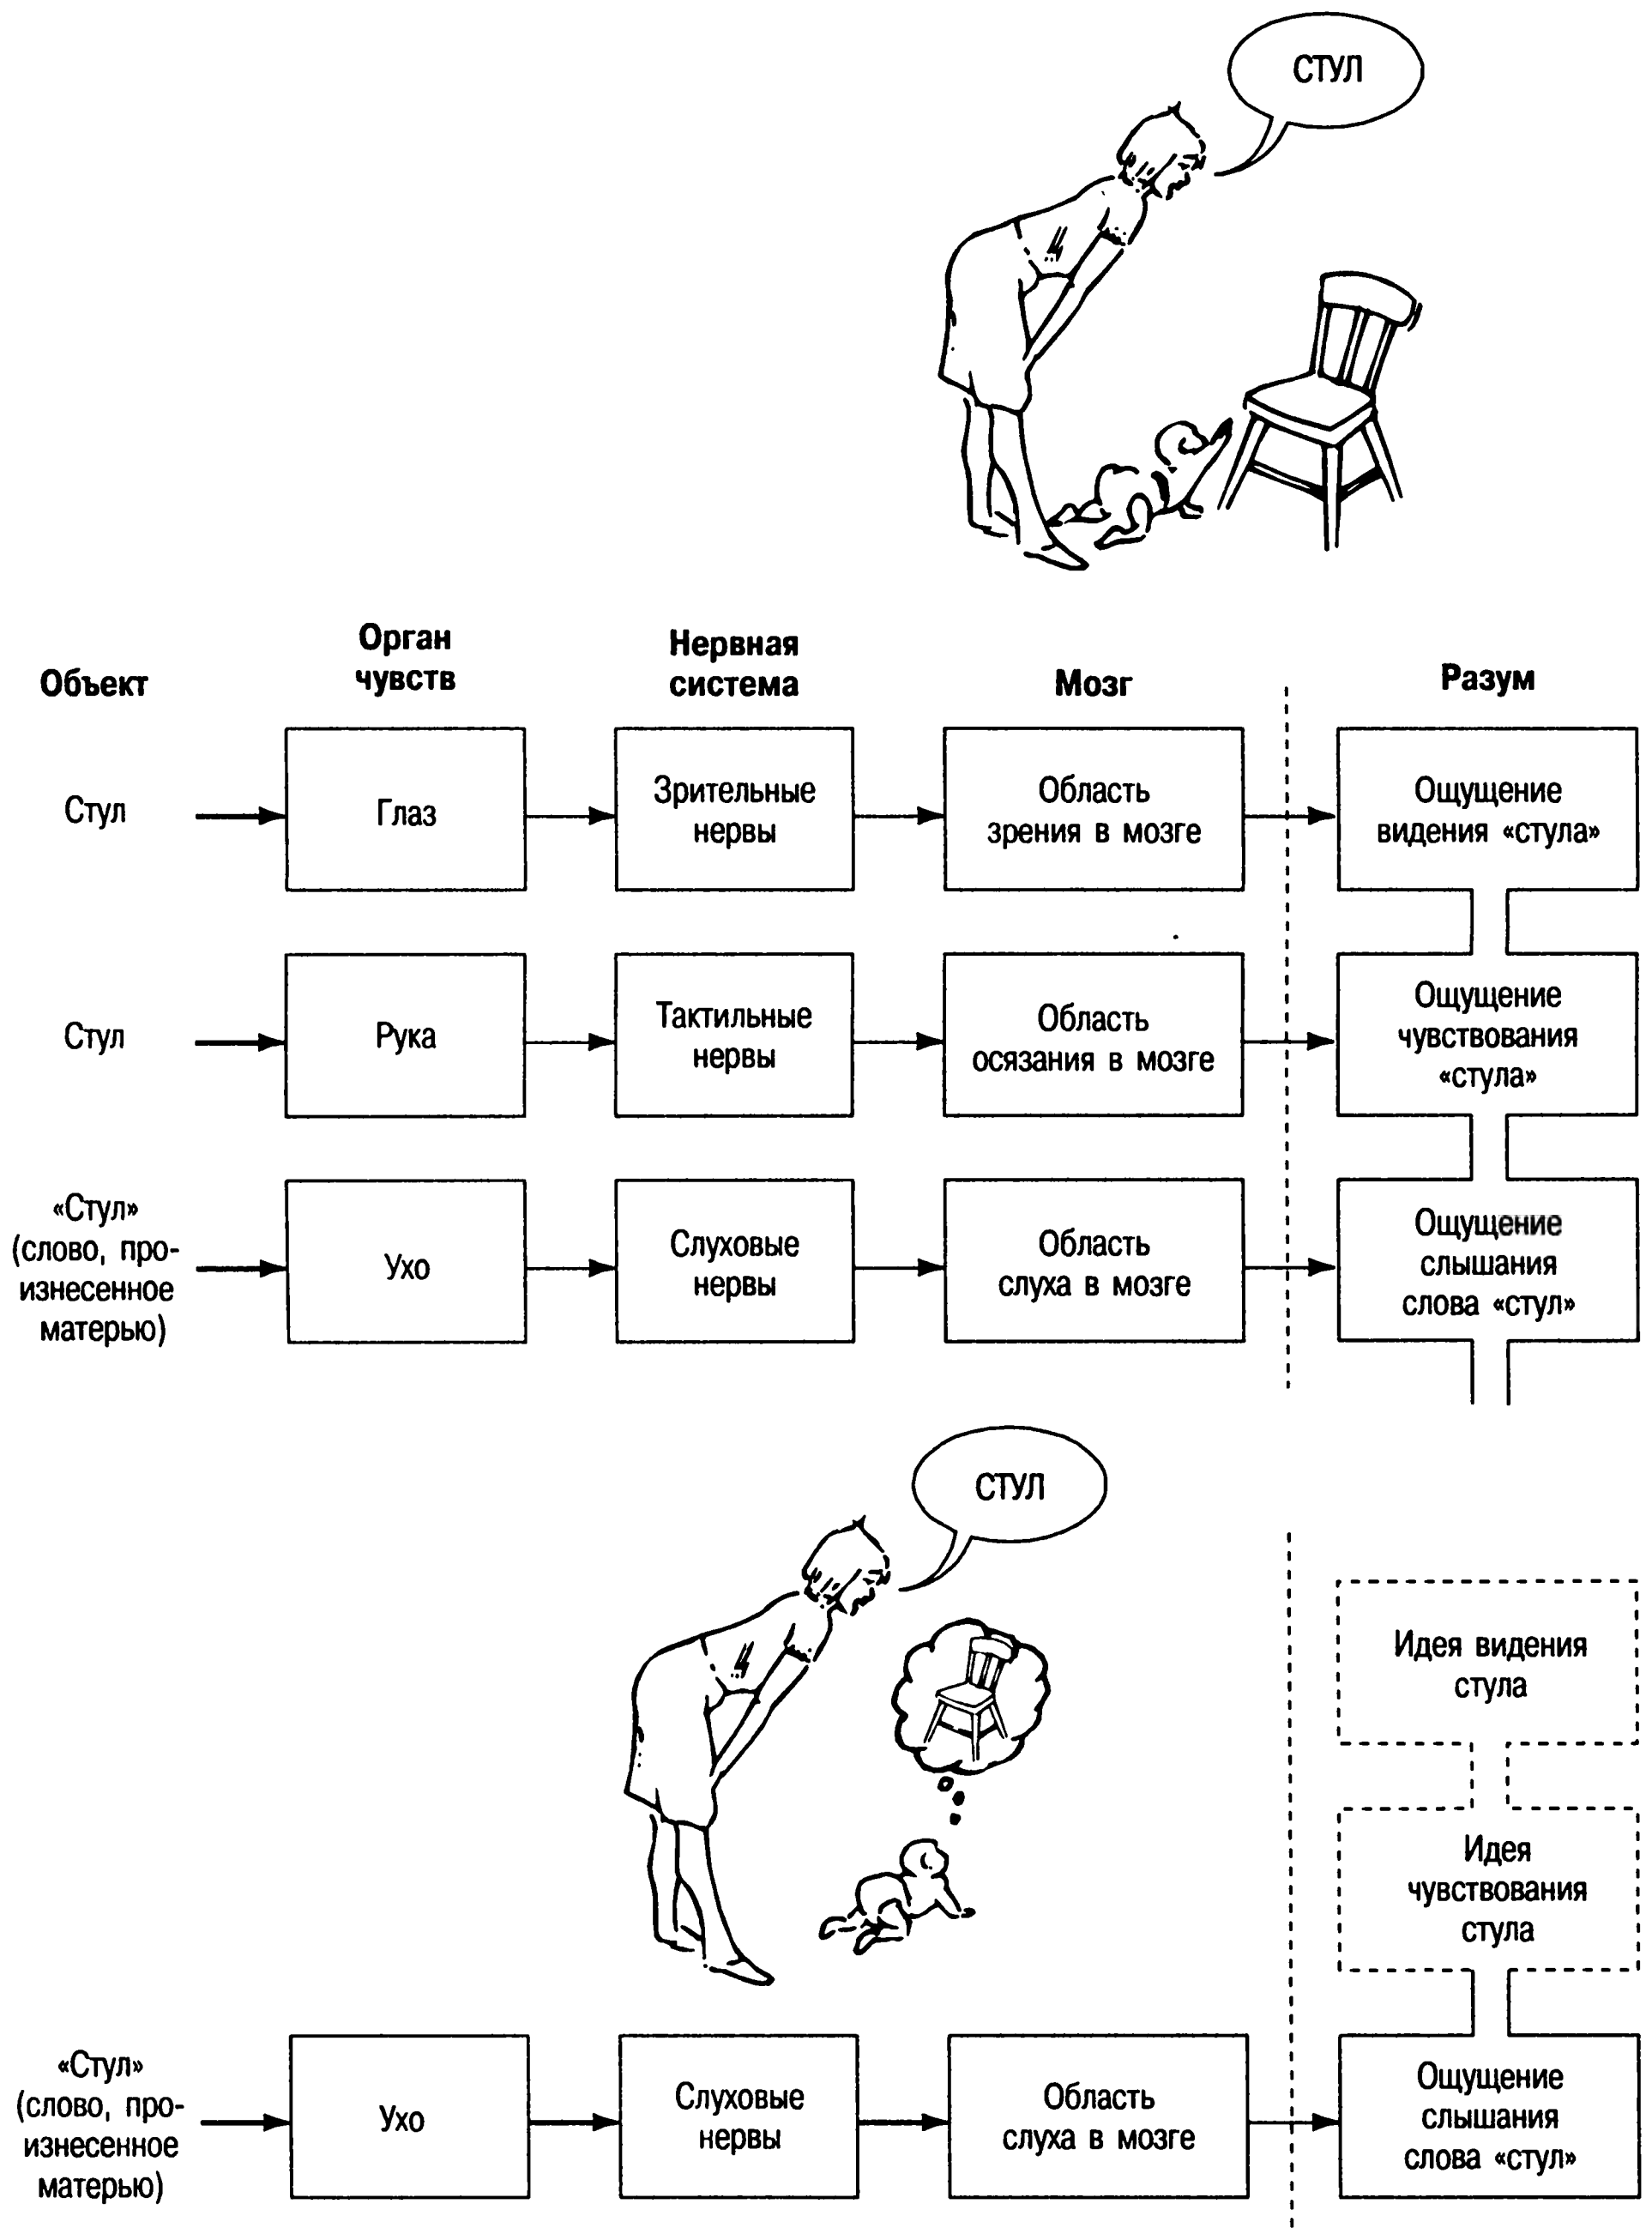 СТУЛ
Орган
чувств
Нервная
система
Объект
Мозг
Разум
Стул
Глаз
Зрительные
нервы
Область
зрения в мозге
Ощущение
видения «стула»
Стул
Рука
Тактильные
нервы
Область
осязания в мозге
Ощущение
чувствования
«стула»
«Стул»
(слово, про-
изнесенное
матерью)
Ухо
Слуховые
нервы
Область
слуха в мозге
Ощущение
слышания
слова «стул»
СТУЛ
Идея видения
стула
Идея
чувствования
стула
«Стул»
(слово, про-
изнесенное
матерью)
Ухо
Слуховые
нервы
Область
слуха в мозге
Ощущение
слышания
слова «стул»